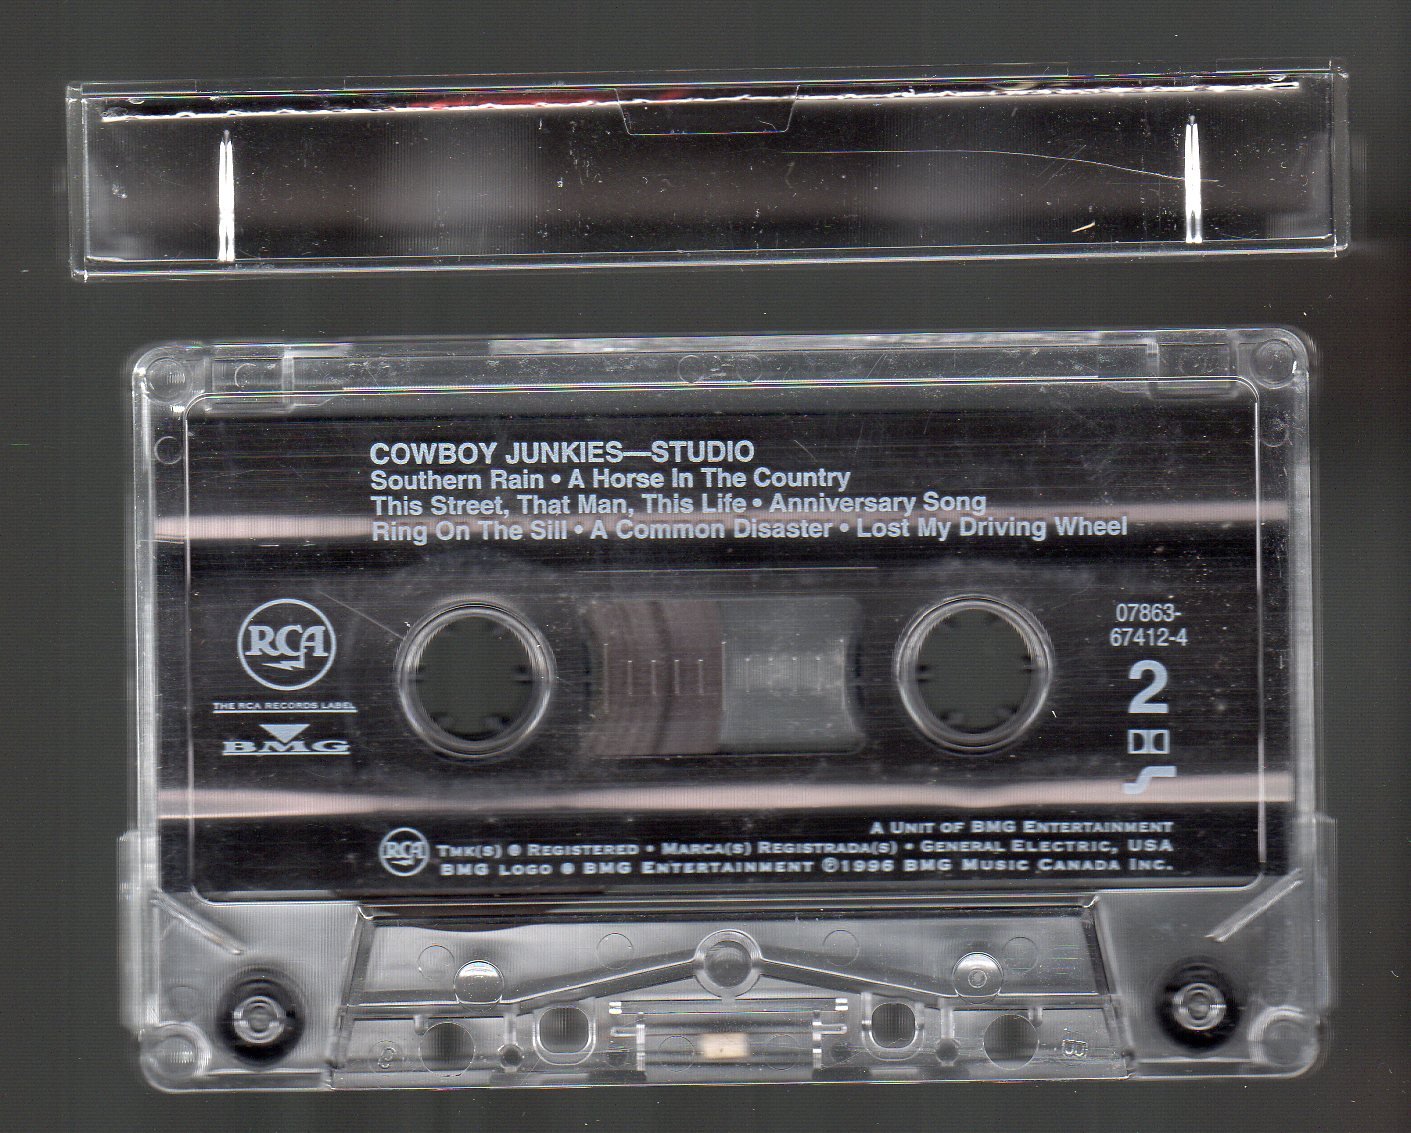 COWBOY JUNKIES—STUDIO
Southern Rain • A Horse In The Country
This Street, That Man, This Life • Anniversary Song
Ring On The Sill • A Common Disaster • Lost My Driving Wheel
RCA
THE RCA RECORDS LABEL
BMG
07863-
67412-4
2
A UNIT OF BMG ENTERTAINMENT
RCA TMK(S) ® REGISTERED • MARCA(S) REGISTRADA(S) • GENERAL ELECTRIC, USA
BMG LOGO ® BMG ENTERTAINMENT ℗1996 BMG MUSIC CANADA INC.